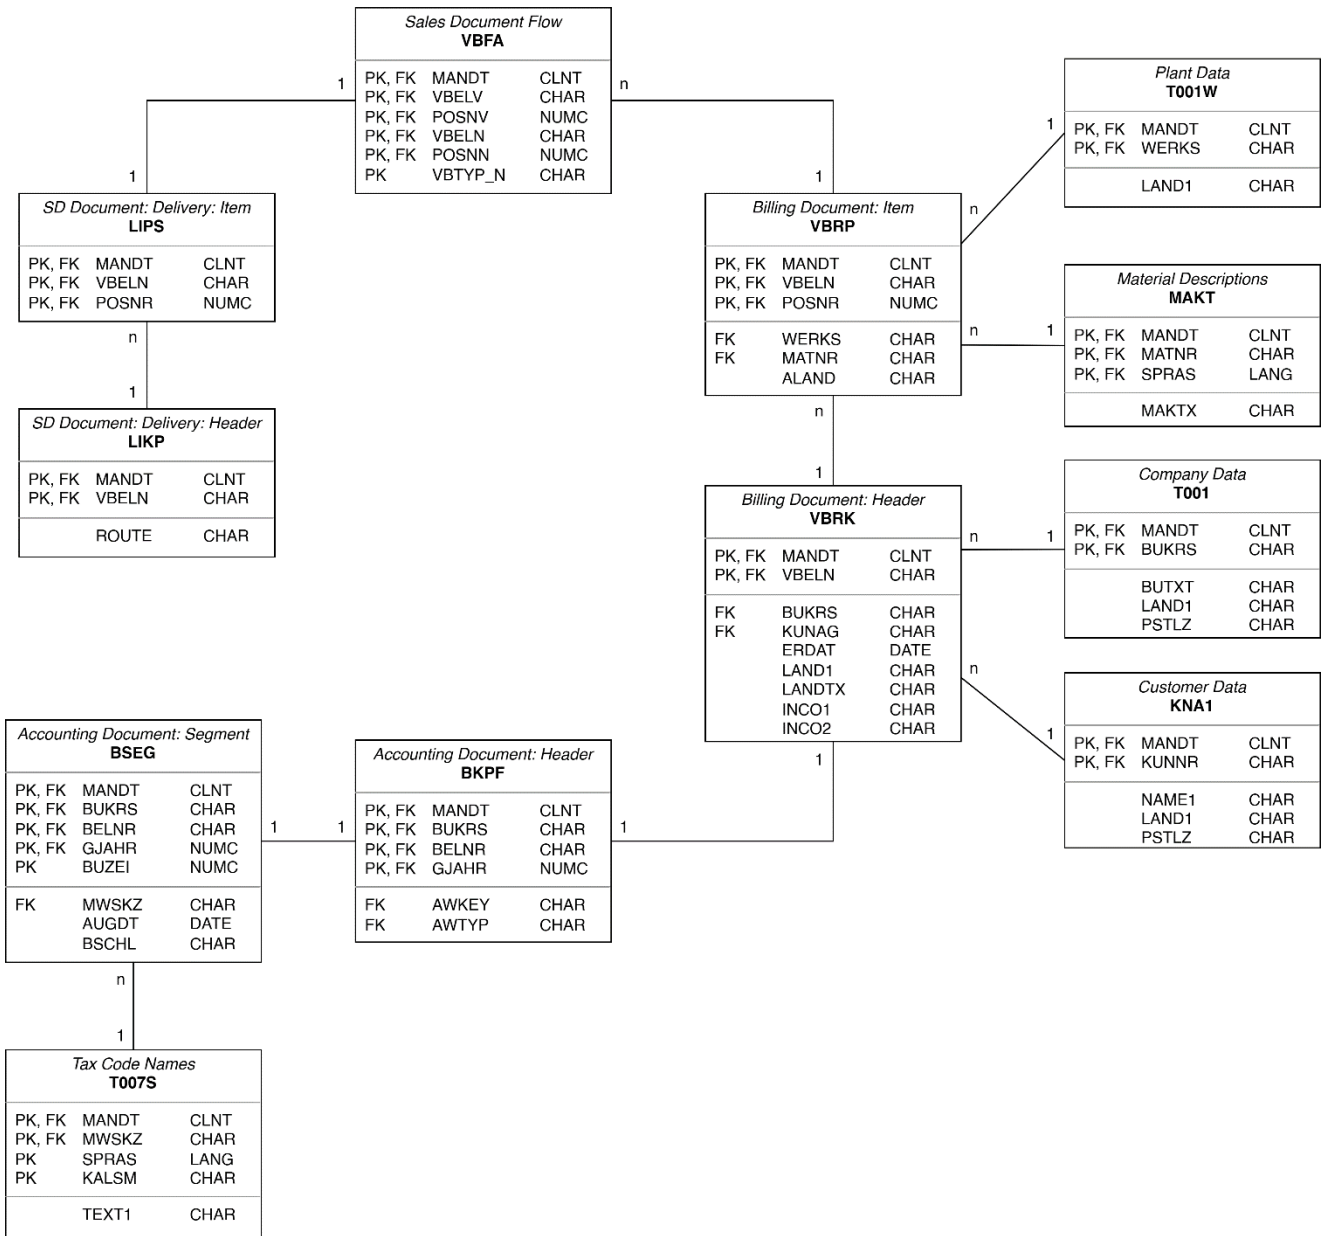 Sales Document Flow
VBFA
PK, FK MANDT CLNT
PK, FK VBELV CHAR
PK, FK POSNV NUMC
PK, FK VBELN CHAR
PK, FK POSNN NUMC
PK VBTYP_N CHAR
1
n
1
1
SD Document: Delivery: Item
LIPS
PK, FK MANDT CLNT
PK, FK VBELN CHAR
PK, FK POSNR NUMC
n
1
SD Document: Delivery: Header
LIKP
PK, FK MANDT CLNT
PK, FK VBELN CHAR
ROUTE CHAR
Billing Document: Item
VBRP
PK, FK MANDT CLNT
PK, FK VBELN CHAR
PK, FK POSNR NUMC
FK WERKS CHAR
FK MATNR CHAR
ALAND CHAR
n
1
n
1
n
1
Plant Data
T001W
PK, FK MANDT CLNT
PK, FK WERKS CHAR
LAND1 CHAR
Material Descriptions
MAKT
PK, FK MANDT CLNT
PK, FK MATNR CHAR
PK, FK SPRAS LANG
MAKTX CHAR
Billing Document: Header
VBRK
PK, FK MANDT CLNT
PK, FK VBELN CHAR
FK BUKRS CHAR
FK KUNAG CHAR
ERDAT DATE
LAND1 CHAR
LANDTX CHAR
INCO1 CHAR
INCO2 CHAR
n
1
n
1
1
Company Data
T001
PK, FK MANDT CLNT
PK, FK BUKRS CHAR
BUTXT CHAR
LAND1 CHAR
PSTLZ CHAR
Customer Data
KNA1
PK, FK MANDT CLNT
PK, FK KUNNR CHAR
NAME1 CHAR
LAND1 CHAR
PSTLZ CHAR
Accounting Document: Segment
BSEG
PK, FK MANDT CLNT
PK, FK BUKRS CHAR
PK, FK BELNR CHAR
PK, FK GJAHR NUMC
PK BUZEI NUMC
FK MWSKZ CHAR
AUGDT DATE
BSCHL CHAR
1
1
Accounting Document: Header
BKPF
PK, FK MANDT CLNT
PK, FK BUKRS CHAR
PK, FK BELNR CHAR
PK, FK GJAHR NUMC
FK AWKEY CHAR
FK AWTYP CHAR
1
n
1
Tax Code Names
T007S
PK, FK MANDT CLNT
PK, FK MWSKZ CHAR
PK SPRAS LANG
PK KALSM CHAR
TEXT1 CHAR